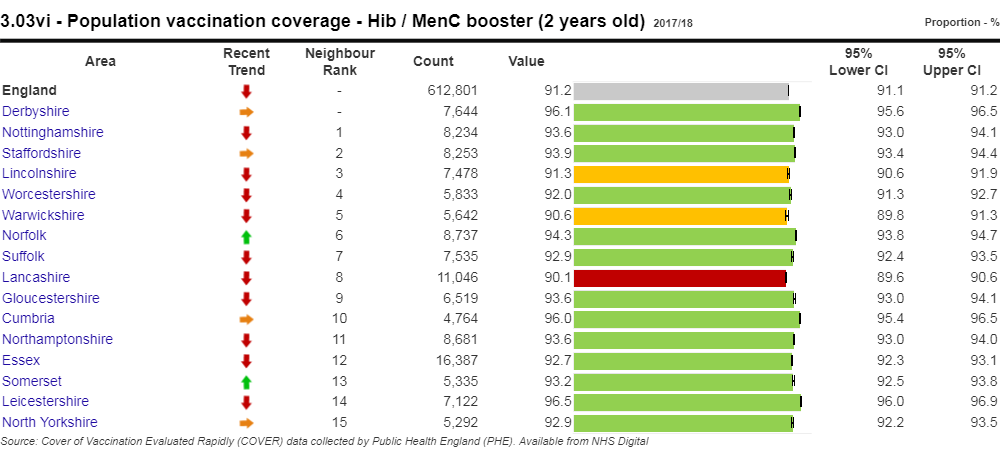 3.03vi - Population vaccination coverage - Hib / MenC booster (2 years old) 2017/18 Proportion - %
Area Recent Trend Neighbour Rank Count Value 95% Lower CI 95% Upper CI
England - 612,801 91.2 91.1 91.2
Derbyshire - 7,644 96.1 95.6 96.5
Nottinghamshire 1 8,234 93.6 93.0 94.1
Staffordshire 2 8,253 93.9 93.4 94.4
Lincolnshire 3 7,478 91.3 90.6 91.9
Worcestershire 4 5,833 92.0 91.3 92.7
Warwickshire 5 5,642 90.6 89.8 91.3
Norfolk 6 8,737 94.3 93.8 94.7
Suffolk 7 7,535 92.9 92.4 93.5
Lancashire 8 11,046 90.1 89.6 90.6
Gloucestershire 9 6,519 93.6 93.0 94.1
Cumbria 10 4,764 96.0 95.4 96.5
Northamptonshire 11 8,681 93.6 93.0 94.0
Essex 12 16,387 92.7 92.3 93.1
Somerset 13 5,335 93.2 92.5 93.8
Leicestershire 14 7,122 96.5 96.0 96.9
North Yorkshire 15 5,292 92.9 92.2 93.5
Source: Cover of Vaccination Evaluated Rapidly (COVER) data collected by Public Health England (PHE). Available from NHS Digital